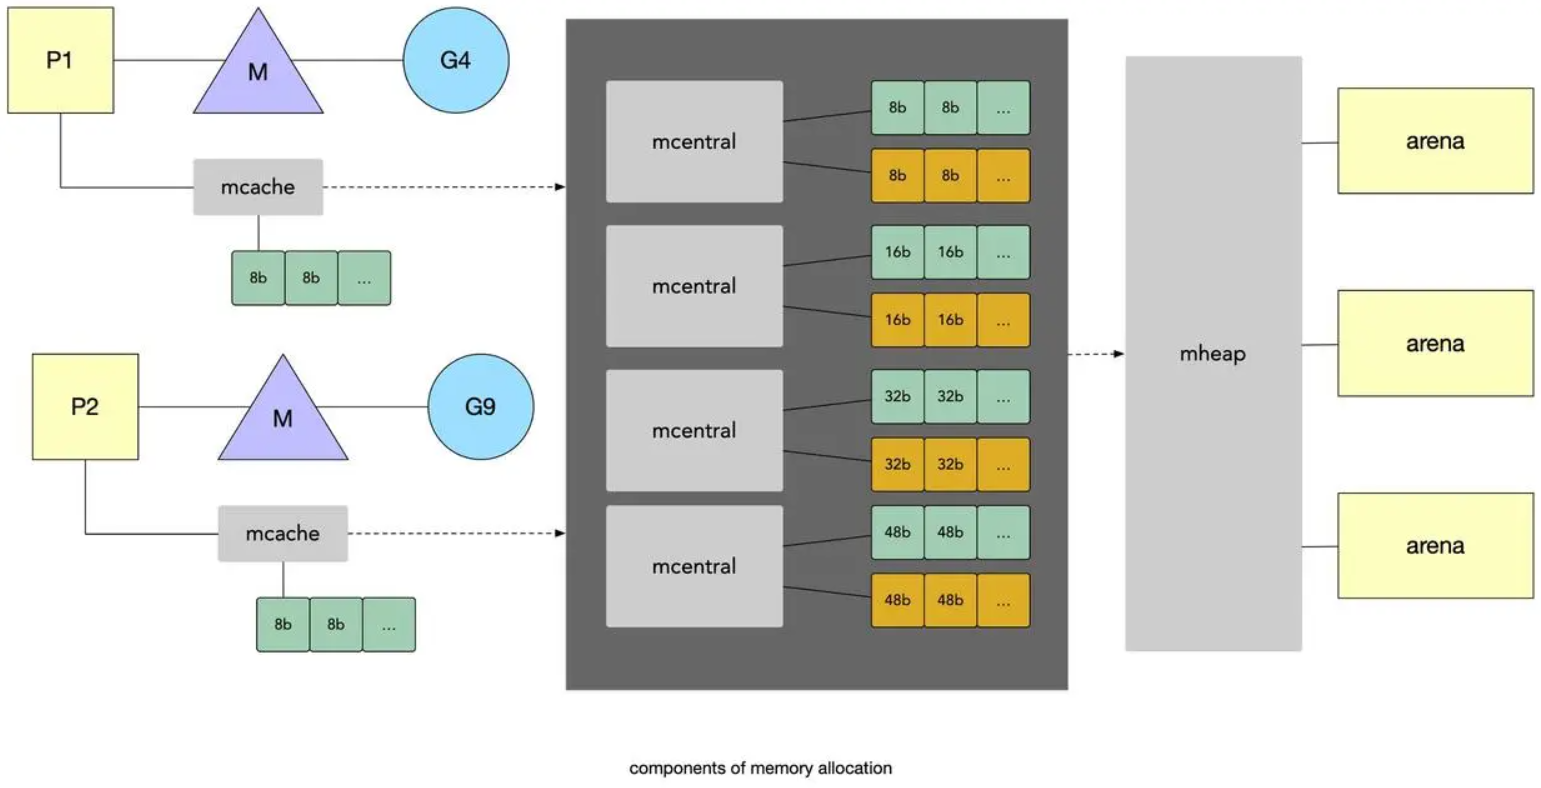 P1
M
G4
mcache
8b 8b ...
P2
M
G9
mcache
8b 8b ...
mcentral
8b 8b ...
8b 8b ...
mcentral
16b 16b ...
16b 16b ...
mcentral
32b 32b ...
32b 32b ...
mcentral
48b 48b ...
48b 48b ...
mheap
arena
arena
arena
components of memory allocation